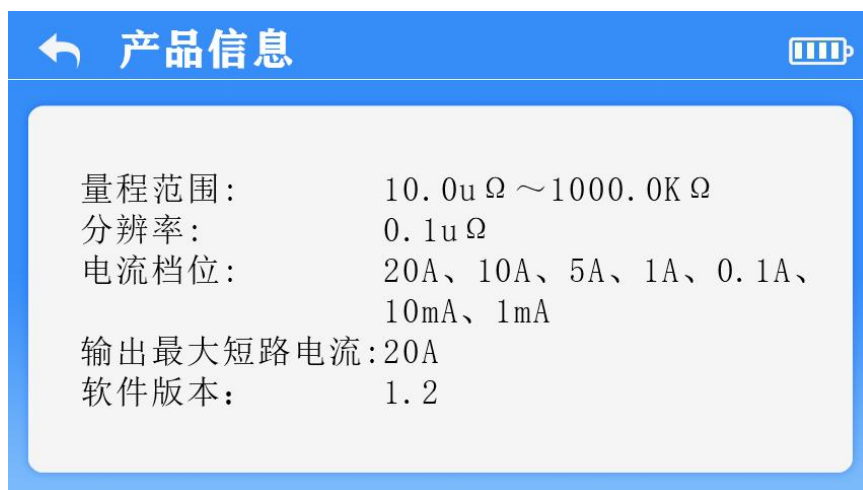 产品信息
量程范围: 10.0uΩ～1000.0KΩ
分辨率: 0.1uΩ
电流档位: 20A、10A、5A、1A、0.1A、
10mA、1mA
输出最大短路电流:20A
软件版本： 1.2